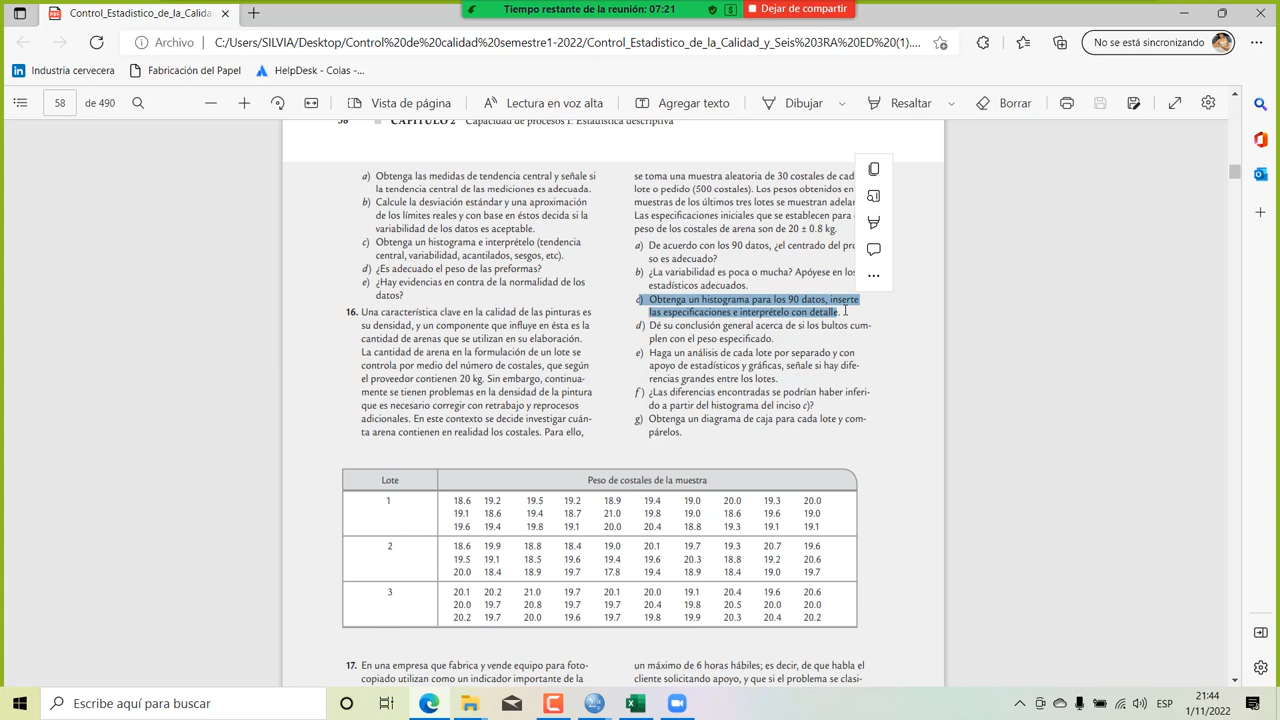 Tiempo restante de la reunión: 07:21
Dejar de compartir
Control_Estadistico_de_la_Calida
Archivo
C:/Users/SILVIA/Desktop/Control%20de%20calidad%20semestre1-2022/Control_Estadistico_de_la_Calidad_y_Seis%203RA%20ED%20(1)....
No se está sincronizando
Industria cervecera
Fabricación del Papel
HelpDesk - Colas -...
58
de 490
Vista de página
Lectura en voz alta
Agregar texto
Dibujar
Resaltar
Borrar
58 CAPÍTULO 2 Capacidad de procesos I: Estadística descriptiva
a) Obtenga las medidas de tendencia central y señale si
la tendencia central de las mediciones es adecuada.
b) Calcule la desviación estándar y una aproximación
de los límites reales y con base en éstos decida si la
variabilidad de los datos es aceptable.
c) Obtenga un histograma e interprételo (tendencia
central, variabilidad, acantilados, sesgos, etc).
d) ¿Es adecuado el peso de las preformas?
e) ¿Hay evidencias en contra de la normalidad de los
datos?
16. Una característica clave en la calidad de las pinturas es
su densidad, y un componente que influye en ésta es la
cantidad de arenas que se utilizan en su elaboración.
La cantidad de arena en la formulación de un lote se
controla por medio del número de costales, que según
el proveedor contienen 20 kg. Sin embargo, continua-
mente se tienen problemas en la densidad de la pintura
que es necesario corregir con retrabajo y reprocesos
adicionales. En este contexto se decide investigar cuán-
ta arena contienen en realidad los costales. Para ello,
se toma una muestra aleatoria de 30 costales de cad
lote o pedido (500 costales). Los pesos obtenidos en
muestras de los últimos tres lotes se muestran adelan
Las especificaciones iniciales que se establecen para
peso de los costales de arena son de 20 ± 0.8 kg.
a) De acuerdo con los 90 datos, ¿el centrado del pro
so es adecuado?
b) ¿La variabilidad es poca o mucha? Apóyese en los
estadísticos adecuados.
c) Obtenga un histograma para los 90 datos, inserte
las especificaciones e interprételo con detalle.
d) Dé su conclusión general acerca de si los bultos cum-
plen con el peso especificado.
e) Haga un análisis de cada lote por separado y con
apoyo de estadísticos y gráficas, señale si hay dife-
rencias grandes entre los lotes.
f) ¿Las diferencias encontradas se podrían haber inferi-
do a partir del histograma del inciso c)?
g) Obtenga un diagrama de caja para cada lote y com-
párelos.
Lote Peso de costales de la muestra
1 18.6 19.2 19.5 19.2 18.9 19.4 19.0 20.0 19.3 20.0
19.1 18.6 19.4 18.7 21.0 19.8 19.0 18.6 19.6 19.0
19.6 19.4 19.8 19.1 20.0 20.4 18.8 19.3 19.1 19.1
2 18.6 19.9 18.8 18.4 19.0 20.1 19.7 19.3 20.7 19.6
19.5 19.1 18.5 19.6 19.4 19.6 20.3 18.8 19.2 20.6
20.0 18.4 18.9 19.7 17.8 19.4 18.9 18.4 19.0 19.7
3 20.1 20.2 21.0 19.7 20.1 20.0 19.1 20.4 19.6 20.6
20.0 19.7 20.8 19.7 19.7 20.4 19.8 20.5 20.0 20.0
20.2 19.7 20.0 19.6 19.7 19.8 19.9 20.3 20.4 20.2
17. En una empresa que fabrica y vende equipo para foto-
copiado utilizan como un indicador importante de la
un máximo de 6 horas hábiles; es decir, de que habla el
cliente solicitando apoyo, y que si el problema se clasi-
Escribe aquí para buscar
ESP
21:44
1/11/2022